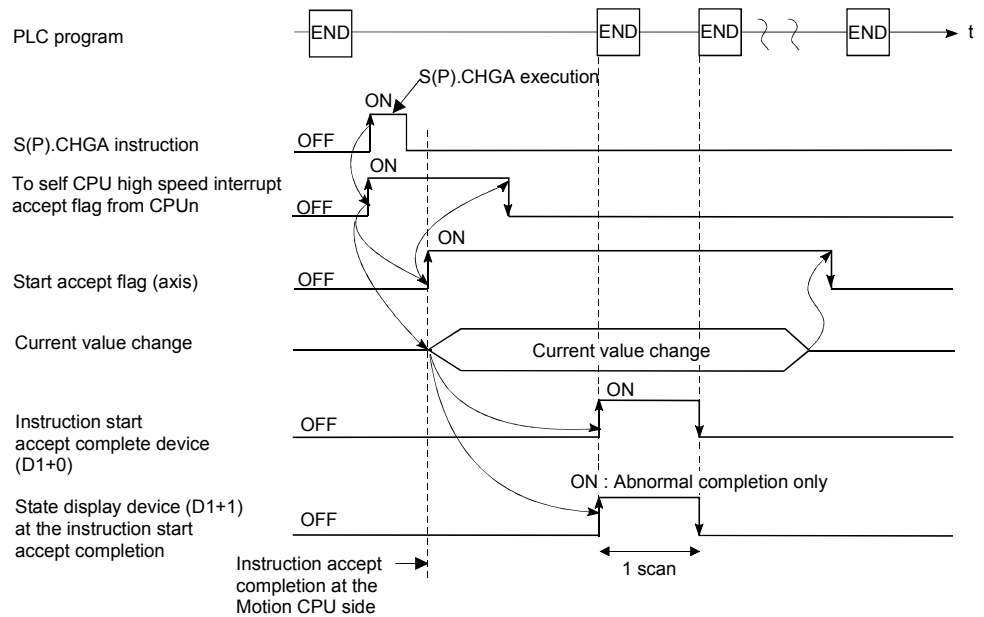 PLC program
END
END
END
END
t
S(P).CHGA execution
ON
S(P).CHGA instruction
OFF
ON
To self CPU high speed interrupt
accept flag from CPUn
OFF
ON
Start accept flag (axis)
OFF
Current value change
Current value change
ON
Instruction start
accept complete device
(D1+0)
OFF
ON : Abnormal completion only
State display device (D1+1)
at the instruction start
accept completion
OFF
Instruction accept
completion at the
Motion CPU side
1 scan